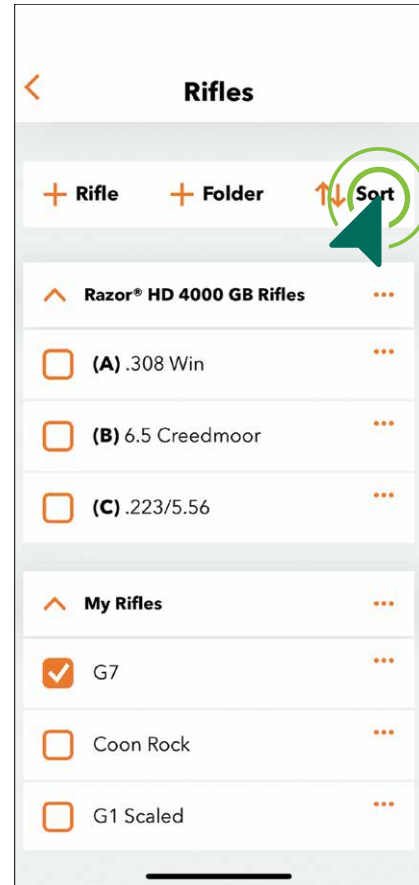 Rifles
Rifle Folder Sort
Razor® HD 4000 GB Rifles
(A) .308 Win
(B) 6.5 Creedmoor
(C) .223/5.56
My Rifles
G7
Coon Rock
G1 Scaled